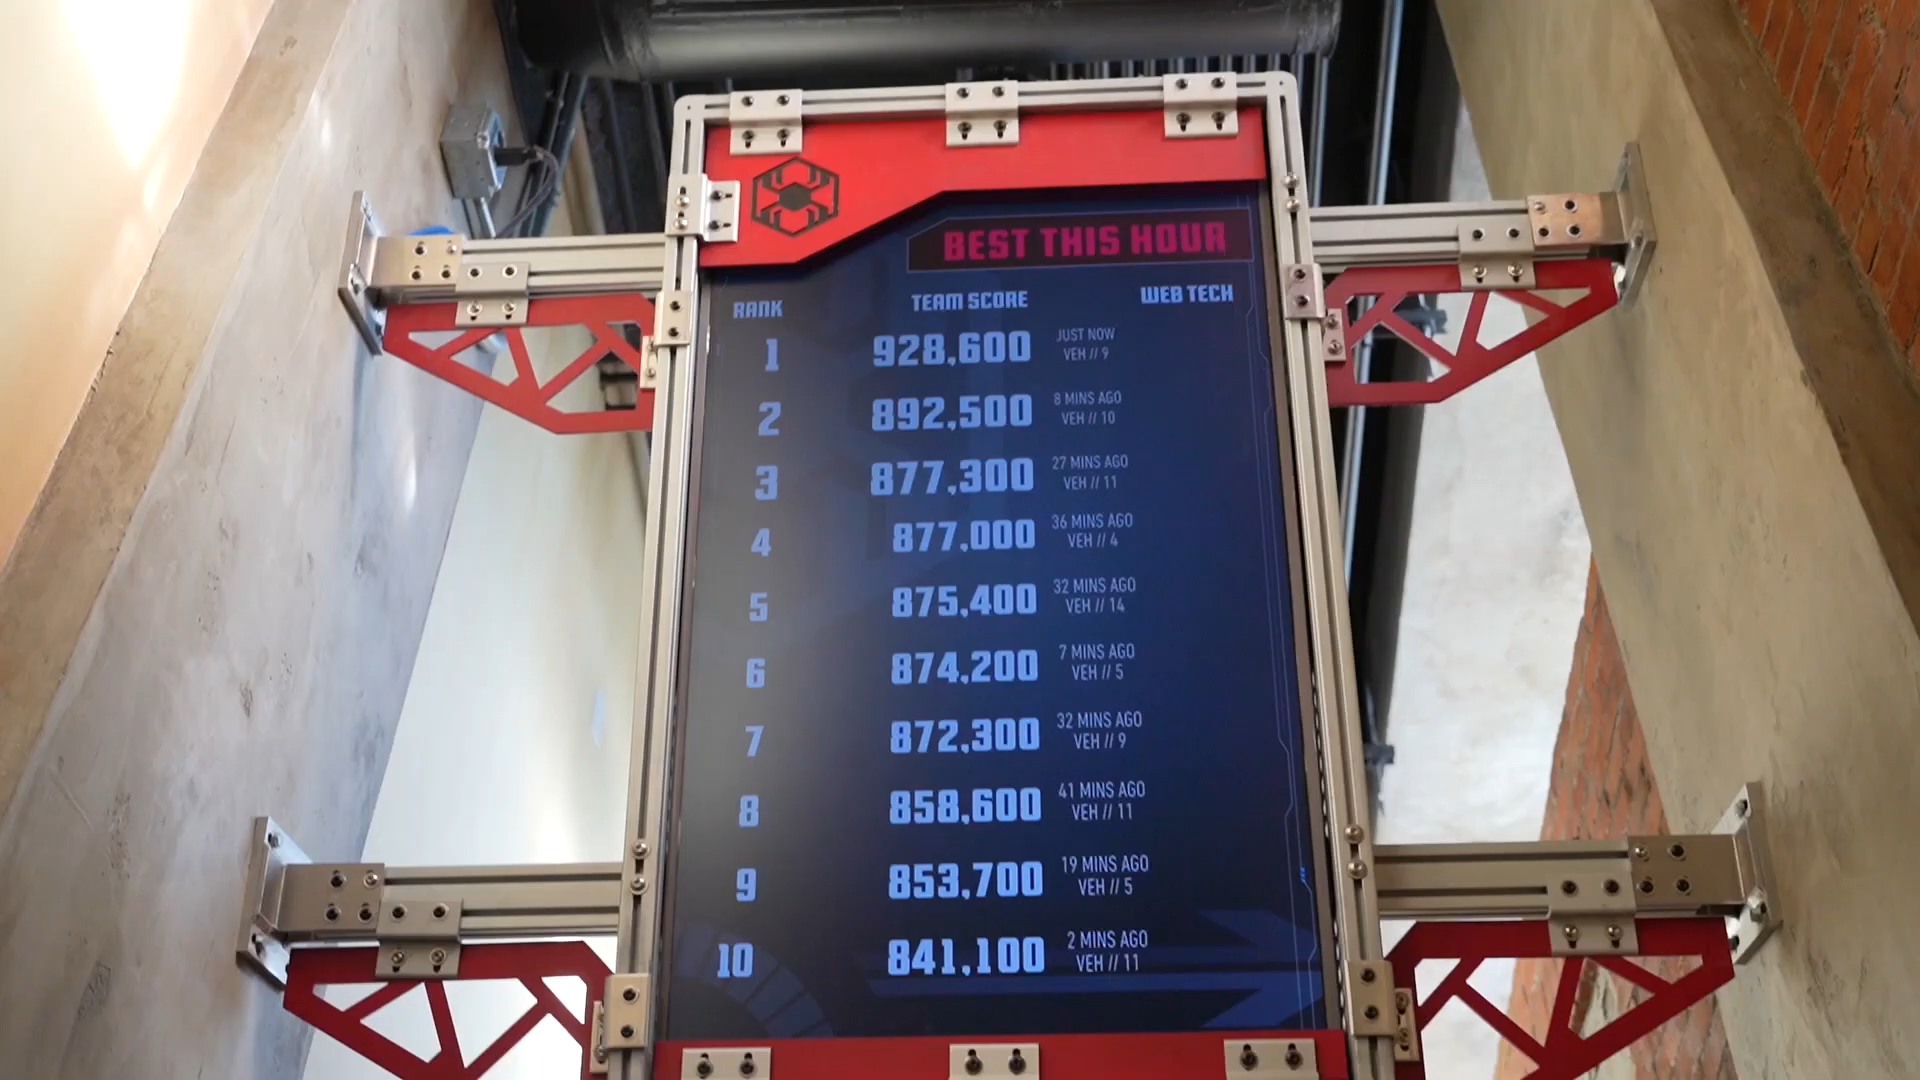 BEST THIS HOUR
RANK TEAM SCORE WEB TECH
1 928,600 JUST NOW
VEH // 9
2 892,500 8 MINS AGO
VEH // 10
3 877,300 27 MINS AGO
VEH // 11
4 877,000 36 MINS AGO
VEH // 4
5 875,400 32 MINS AGO
VEH // 14
6 874,200 7 MINS AGO
VEH // 5
7 872,300 32 MINS AGO
VEH // 9
8 858,600 41 MINS AGO
VEH // 11
9 853,700 19 MINS AGO
VEH // 5
10 841,100 2 MINS AGO
VEH // 11